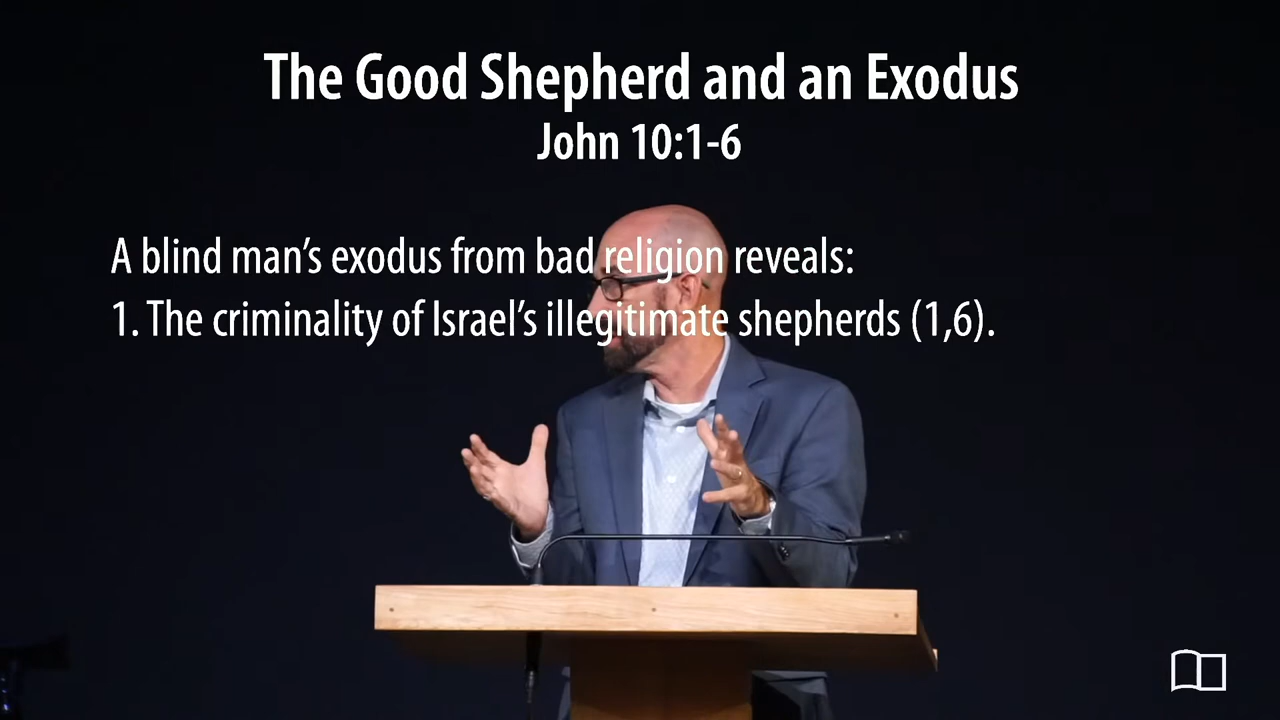 The Good Shepherd and an Exodus
John 10:1-6
A blind man's exodus from bad religion reveals:
1. The criminality of Israel's illegitimate shepherds (1,6).